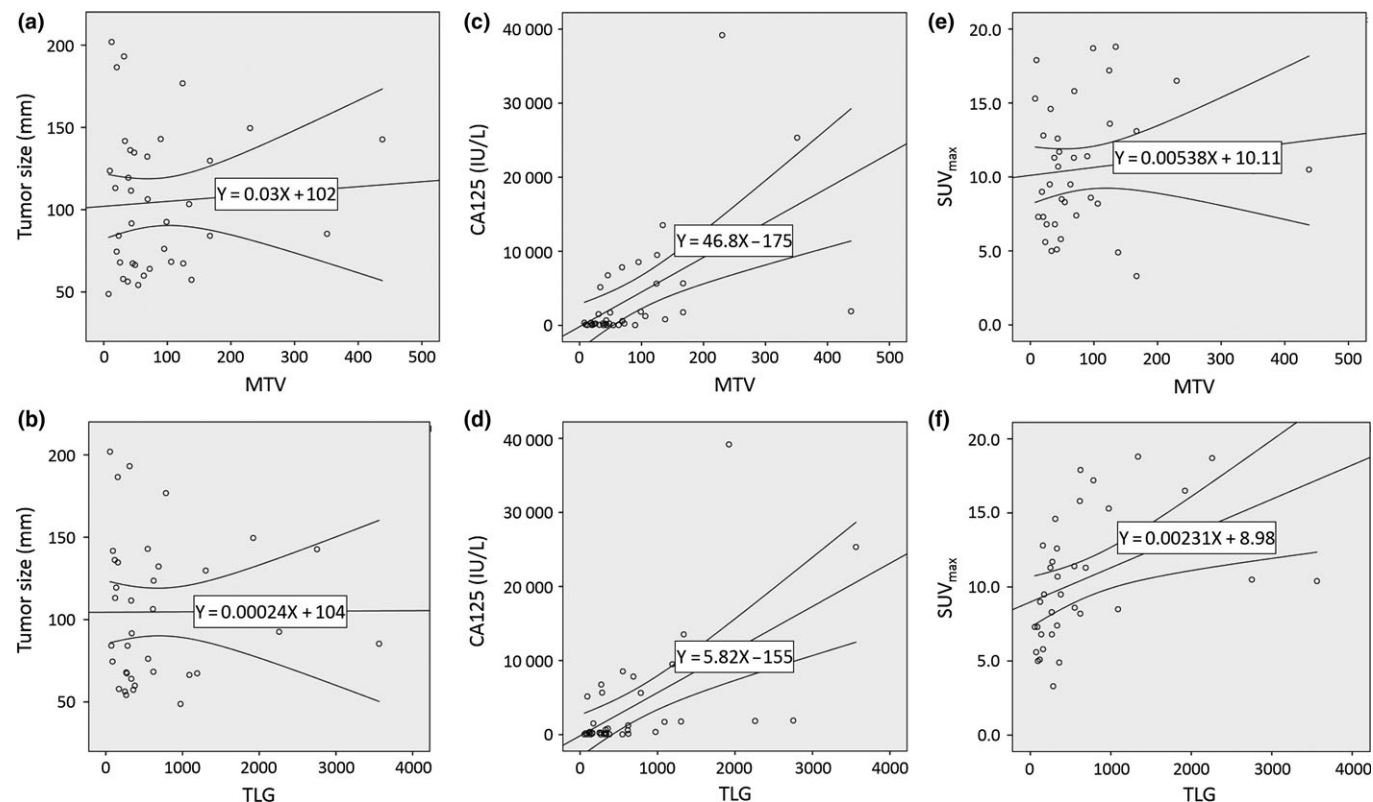 (a)
200
150
100
50
Tumor size (mm)
Y = 0.03X + 102
0 100 200 300 400 500
MTV
(c)
40 000
30 000
20 000
10 000
0
CA125 (IU/L)
Y = 46.8X – 175
0 100 200 300 400 500
MTV
(e)
20.0
15.0
10.0
5.0
0.0
SUVmax
Y = 0.00538X + 10.11
0 100 200 300 400 500
MTV
(b)
200
150
100
50
Tumor size (mm)
Y = 0.00024X + 104
0 1000 2000 3000 4000
TLG
(d)
40 000
30 000
20 000
10 000
0
CA125 (IU/L)
Y = 5.82X – 155
0 1000 2000 3000 4000
TLG
(f)
20.0
15.0
10.0
5.0
0.0
SUVmax
Y = 0.00231X + 8.98
0 1000 2000 3000 4000
TLG